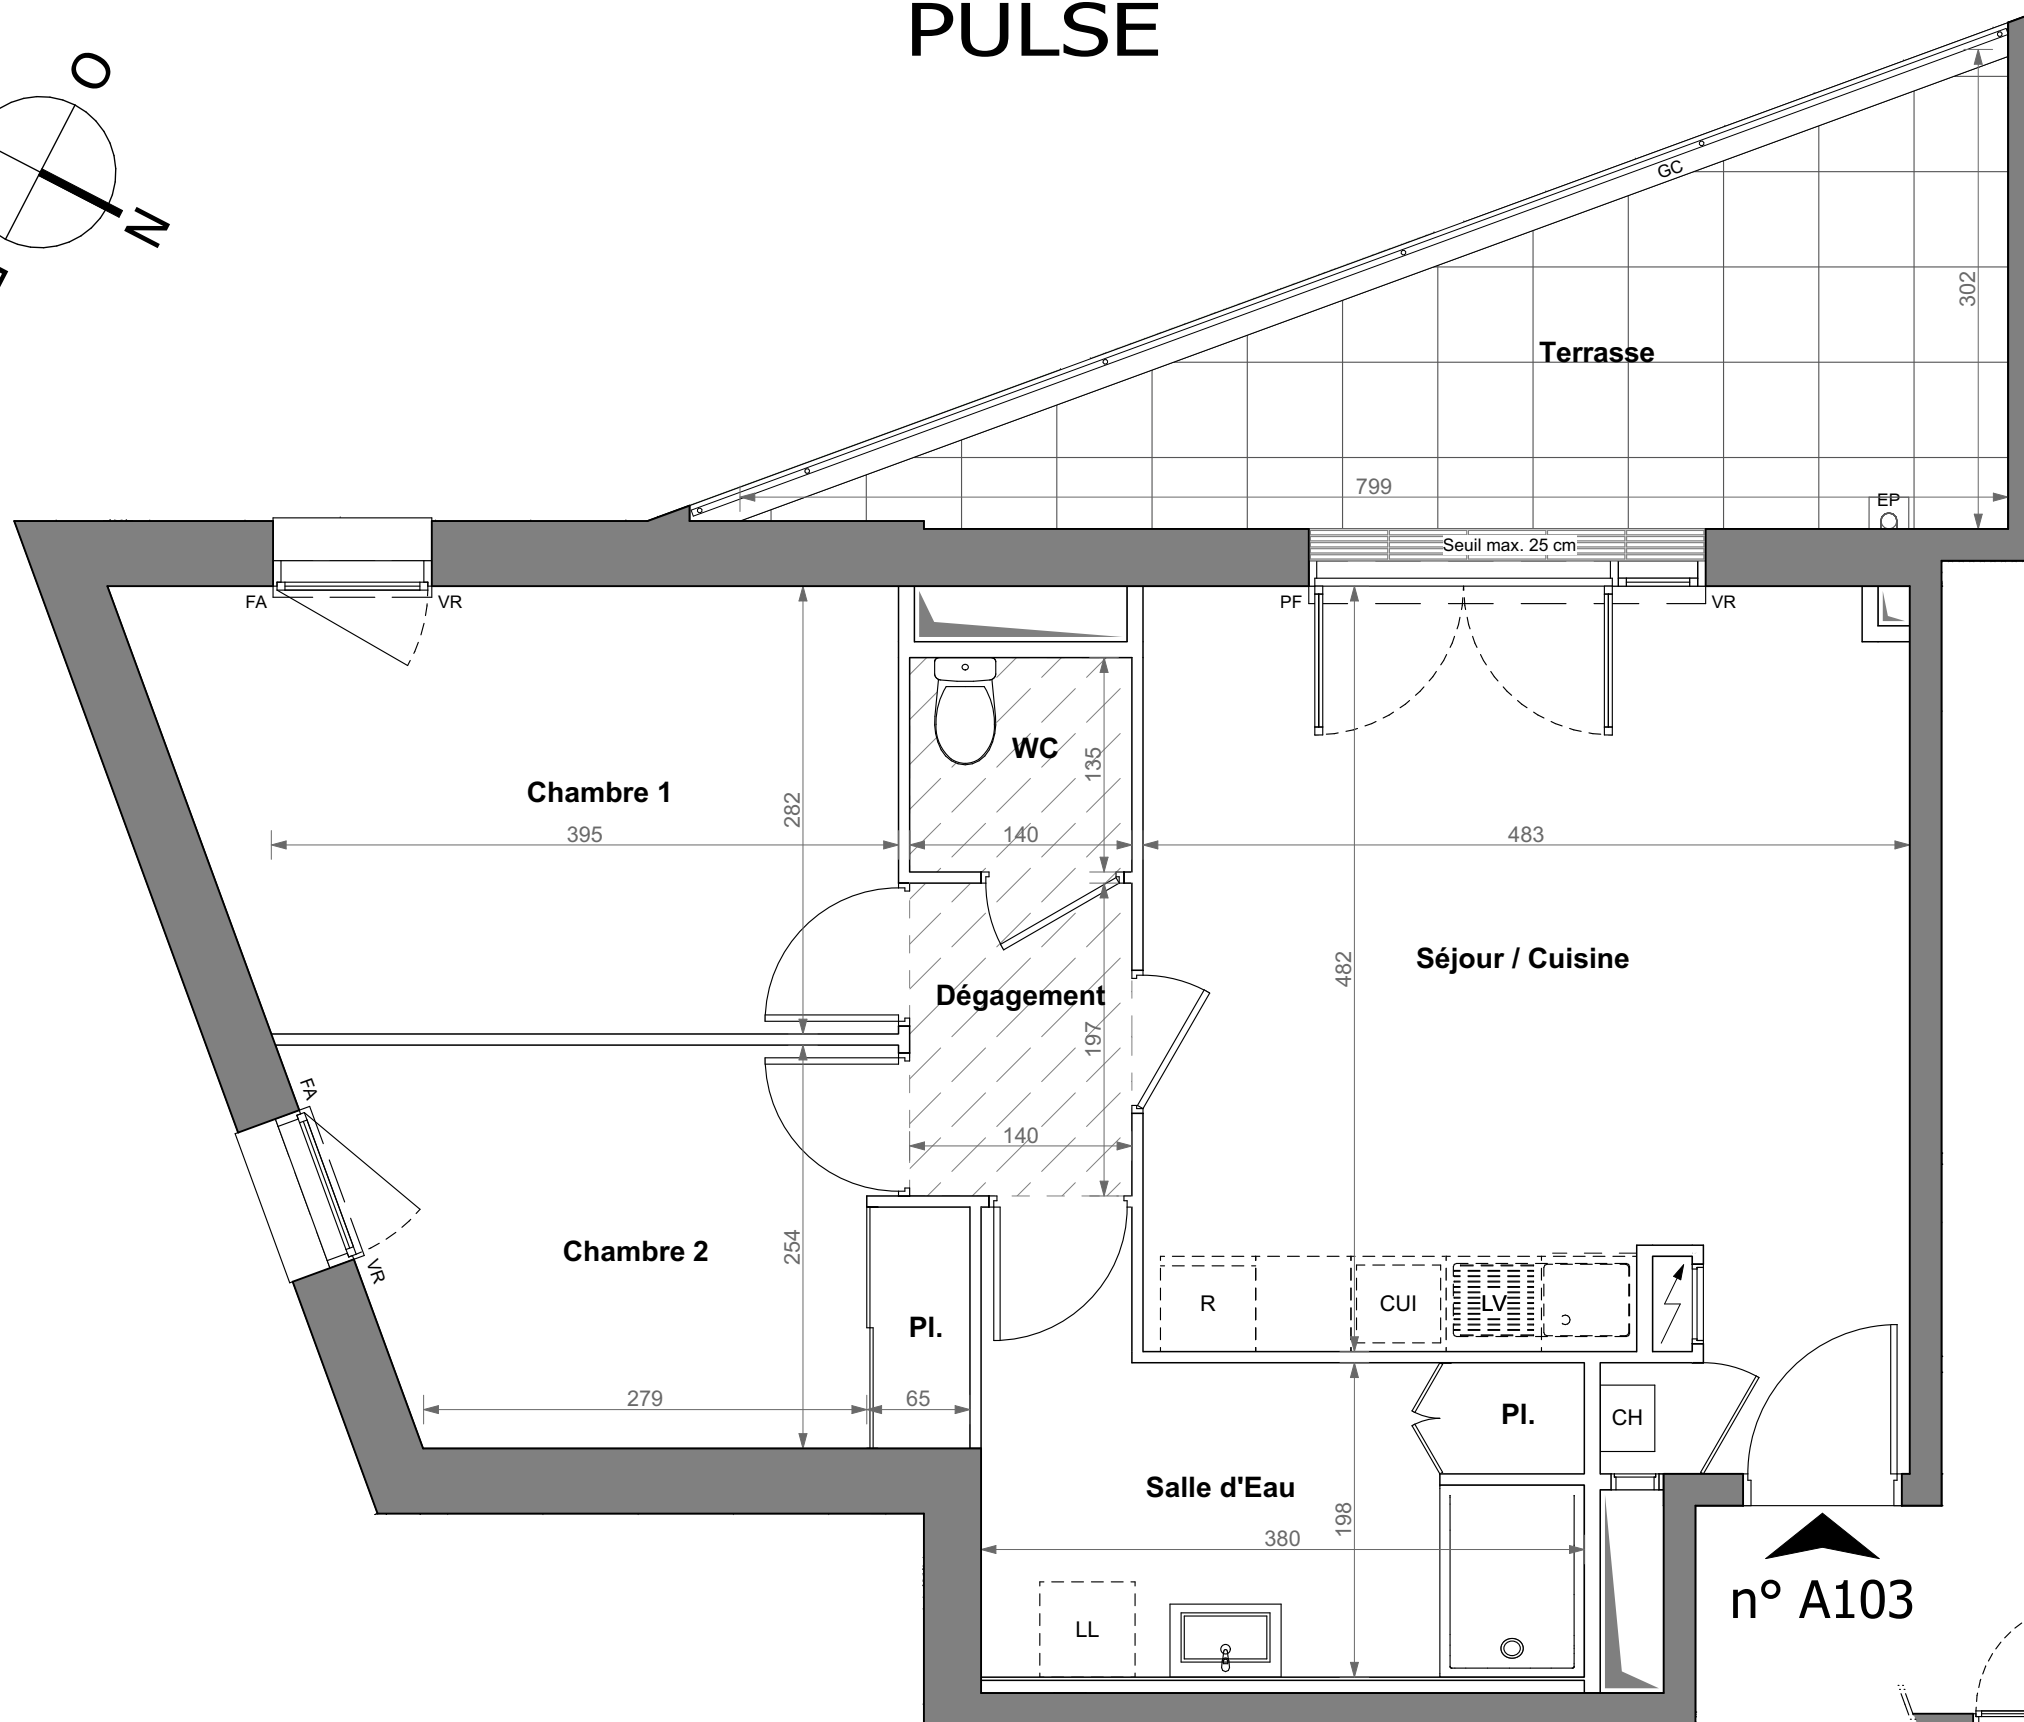 PULSE
O
N
GC
302
Terrasse
799
EP
Seuil max. 25 cm
FA
VR
PF
VR
WC
135
Chambre 1
282
395
140
483
Séjour / Cuisine
482
Dégagement
197
FA
140
VR
Chambre 2
254
R
CUI
LV
Pl.
279
65
Pl.
CH
Salle d'Eau
198
380
LL
n° A103